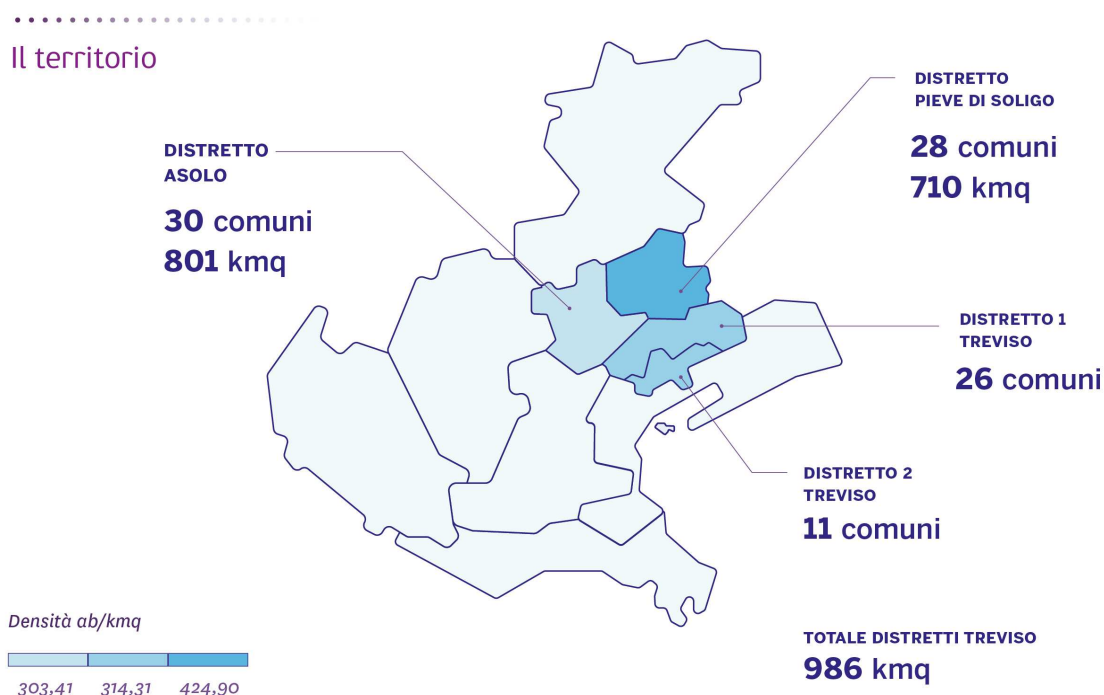 Il territorio
DISTRETTO
ASOLO
30 comuni
801 kmq
DISTRETTO
PIEVE DI SOLIGO
28 comuni
710 kmq
DISTRETTO 1
TREVISO
26 comuni
DISTRETTO 2
TREVISO
11 comuni
TOTALE DISTRETTI TREVISO
986 kmq
Densità ab/kmq
303,41 314,31 424,90